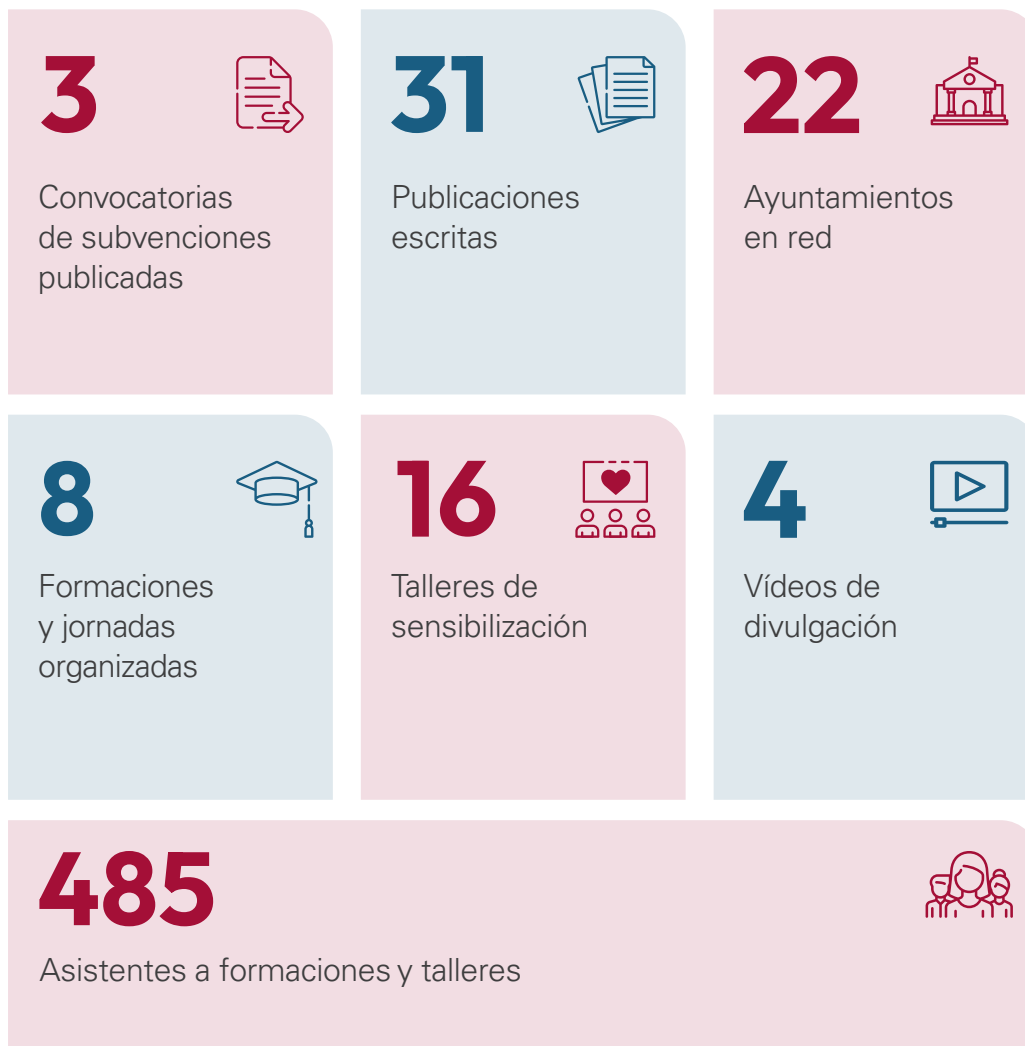 3
Convocatorias
de subvenciones
publicadas
31
Publicaciones
escritas
22
Ayuntamientos
en red
8
Formaciones
y jornadas
organizadas
16
Talleres de
sensibilización
4
Vídeos de
divulgación
485
Asistentes a formaciones y talleres